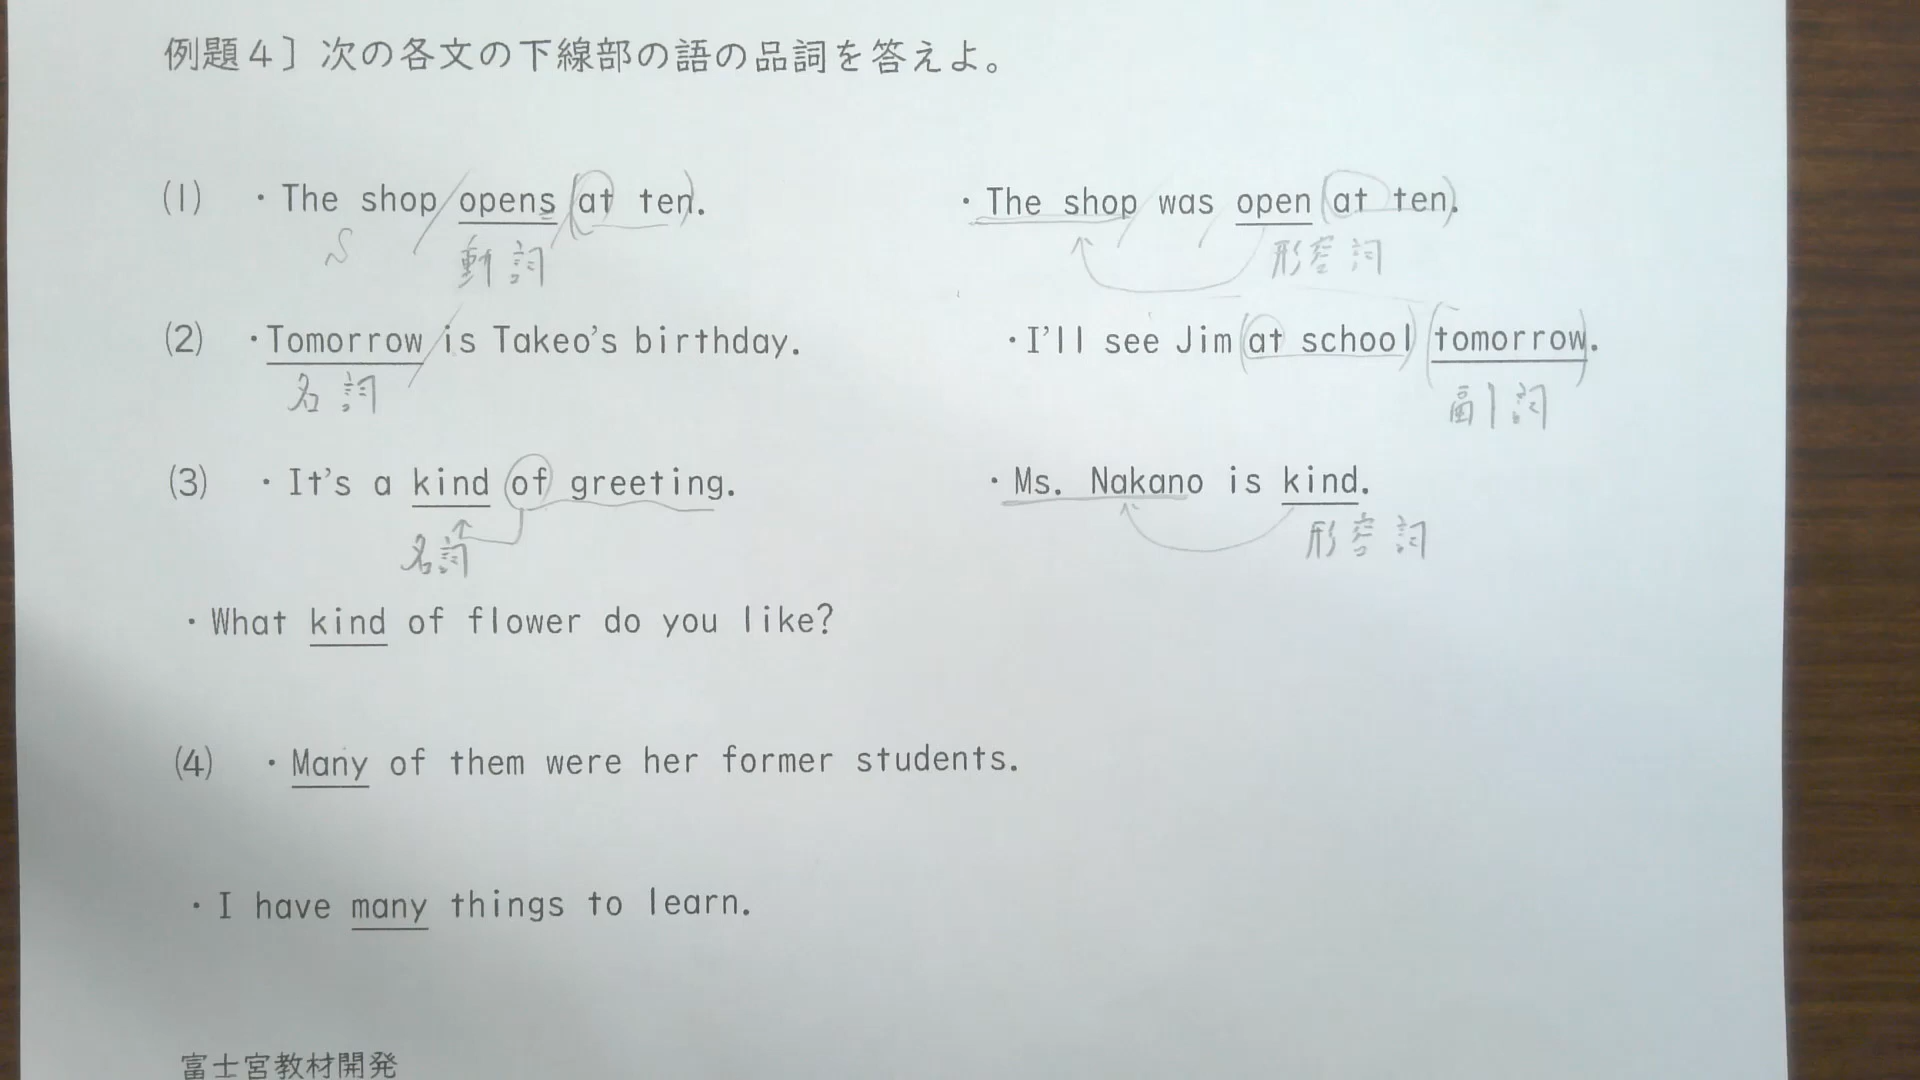 例題４〕次の各文の下線部の語の品詞を答えよ。
(1) ・The shop opens at ten. ・The shop was open at ten.
S 動詞 形容詞
(2) ・Tomorrow is Takeo's birthday. ・I'll see Jim at school tomorrow.
名詞 副詞
(3) ・It's a kind of greeting. ・Ms. Nakano is kind.
名詞 形容詞
・What kind of flower do you like?
(4) ・Many of them were her former students.
・I have many things to learn.
富士宮教材開発